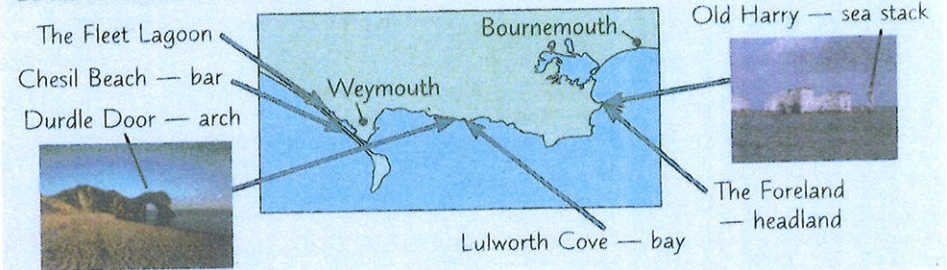 Old Harry — sea stack
Bournemouth
The Fleet Lagoon
Chesil Beach — bar
Weymouth
Durdle Door — arch
The Foreland
— headland
Lulworth Cove — bay